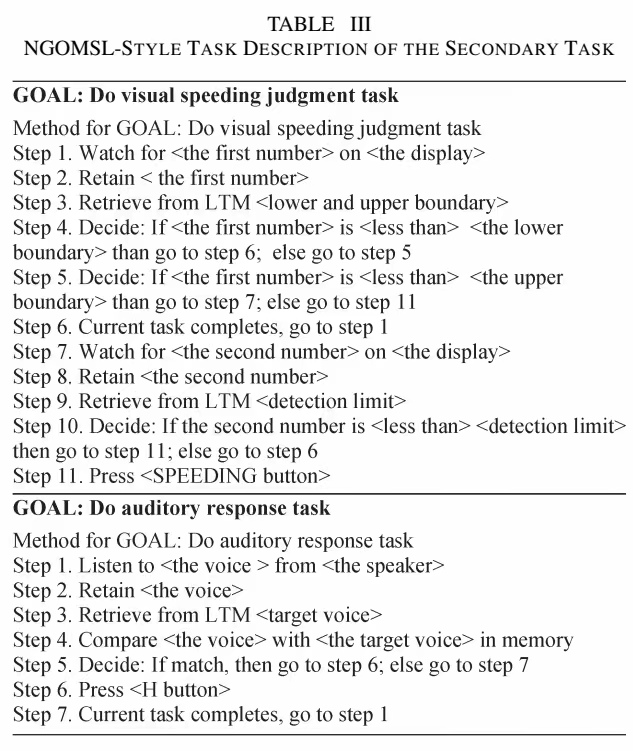 TABLE III
NGOMSL-STYLE TASK DESCRIPTION OF THE SECONDARY TASK
GOAL: Do visual speeding judgment task
Method for GOAL: Do visual speeding judgment task
Step 1. Watch for <the first number> on <the display>
Step 2. Retain < the first number>
Step 3. Retrieve from LTM <lower and upper boundary>
Step 4. Decide: If <the first number> is <less than> <the lower
boundary> than go to step 6; else go to step 5
Step 5. Decide: If <the first number> is <less than> <the upper
boundary> than go to step 7; else go to step 11
Step 6. Current task completes, go to step 1
Step 7. Watch for <the second number> on <the display>
Step 8. Retain <the second number>
Step 9. Retrieve from LTM <detection limit>
Step 10. Decide: If the second number is <less than> <detection limit>
then go to step 11; else go to step 6
Step 11. Press <SPEEDING button>
GOAL: Do auditory response task
Method for GOAL: Do auditory response task
Step 1. Listen to <the voice > from <the speaker>
Step 2. Retain <the voice>
Step 3. Retrieve from LTM <target voice>
Step 4. Compare <the voice> with <the target voice> in memory
Step 5. Decide: If match, then go to step 6; else go to step 7
Step 6. Press <H button>
Step 7. Current task completes, go to step 1